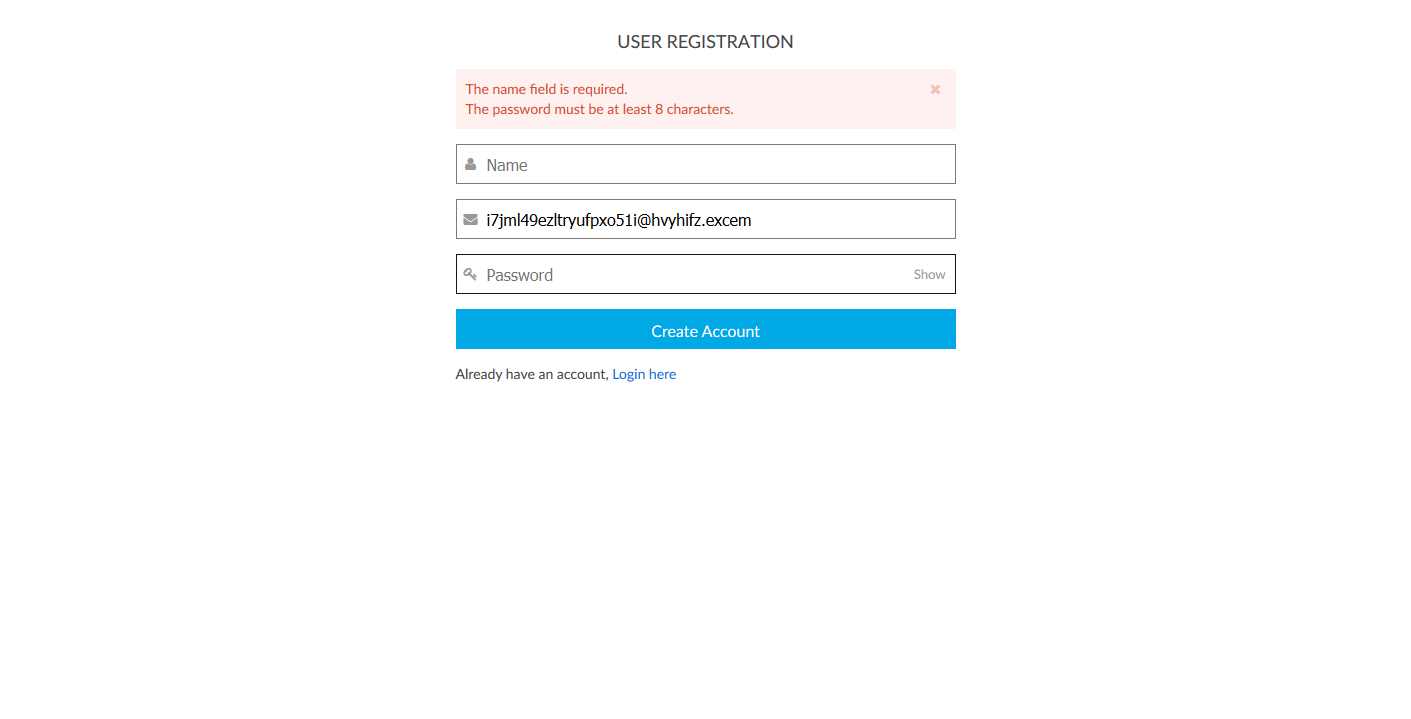 USER REGISTRATION
The name field is required.
The password must be at least 8 characters.
Name
i7jml49ezltryufpxo51i@hvyhifz.excem
Password Show
Create Account
Already have an account, Login here